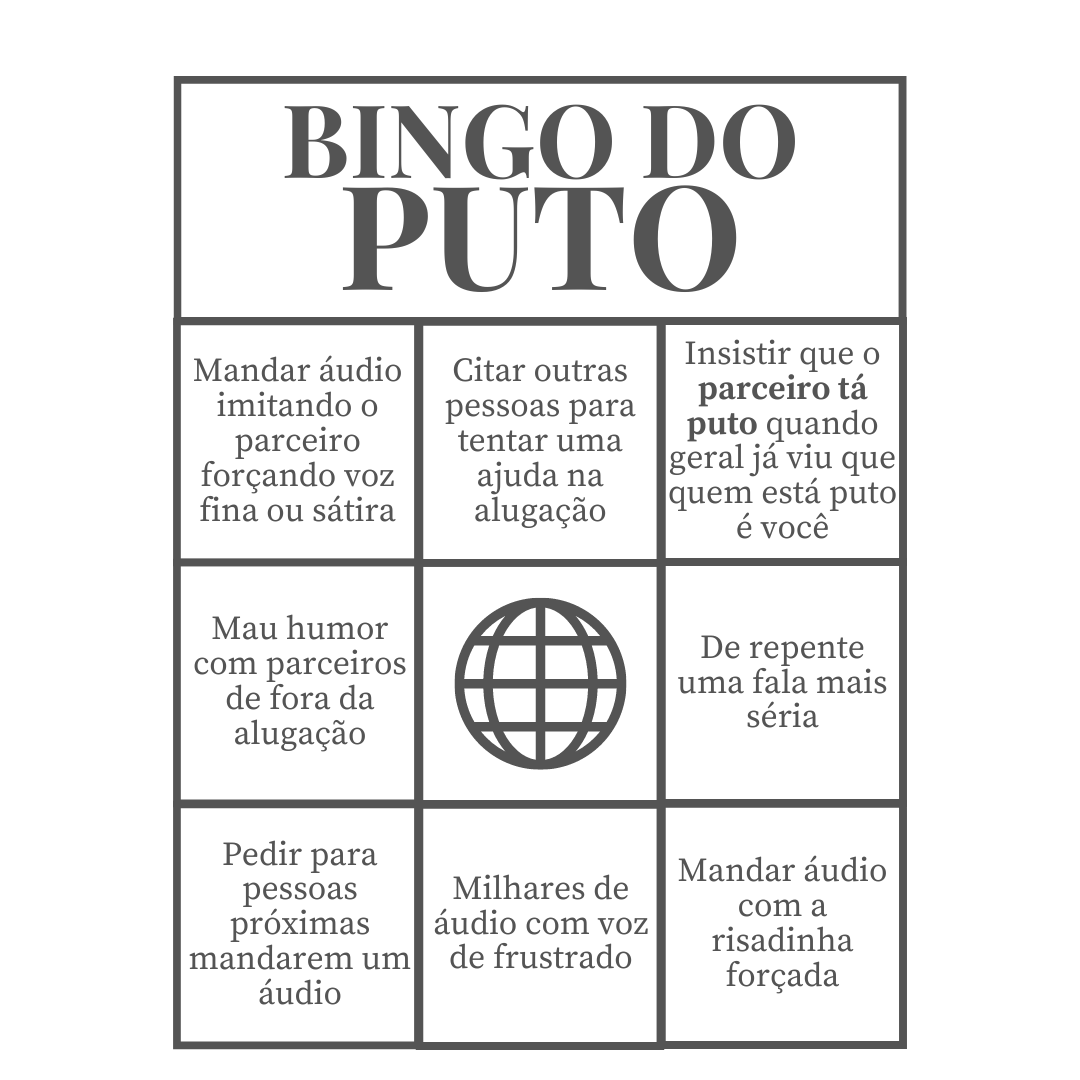 BINGO DO
PUTO
Mandar áudio
imitando o
parceiro
forçando voz
fina ou sátira
Citar outras
pessoas para
tentar uma
ajuda na
alugação
Insistir que o
parceiro tá
puto quando
geral já viu que
quem está puto
é você
Mau humor
com parceiros
de fora da
alugação
De repente
uma fala mais
séria
Pedir para
pessoas
próximas
mandarem um
áudio
Milhares de
áudio com voz
de frustrado
Mandar áudio
com a
risadinha
forçada